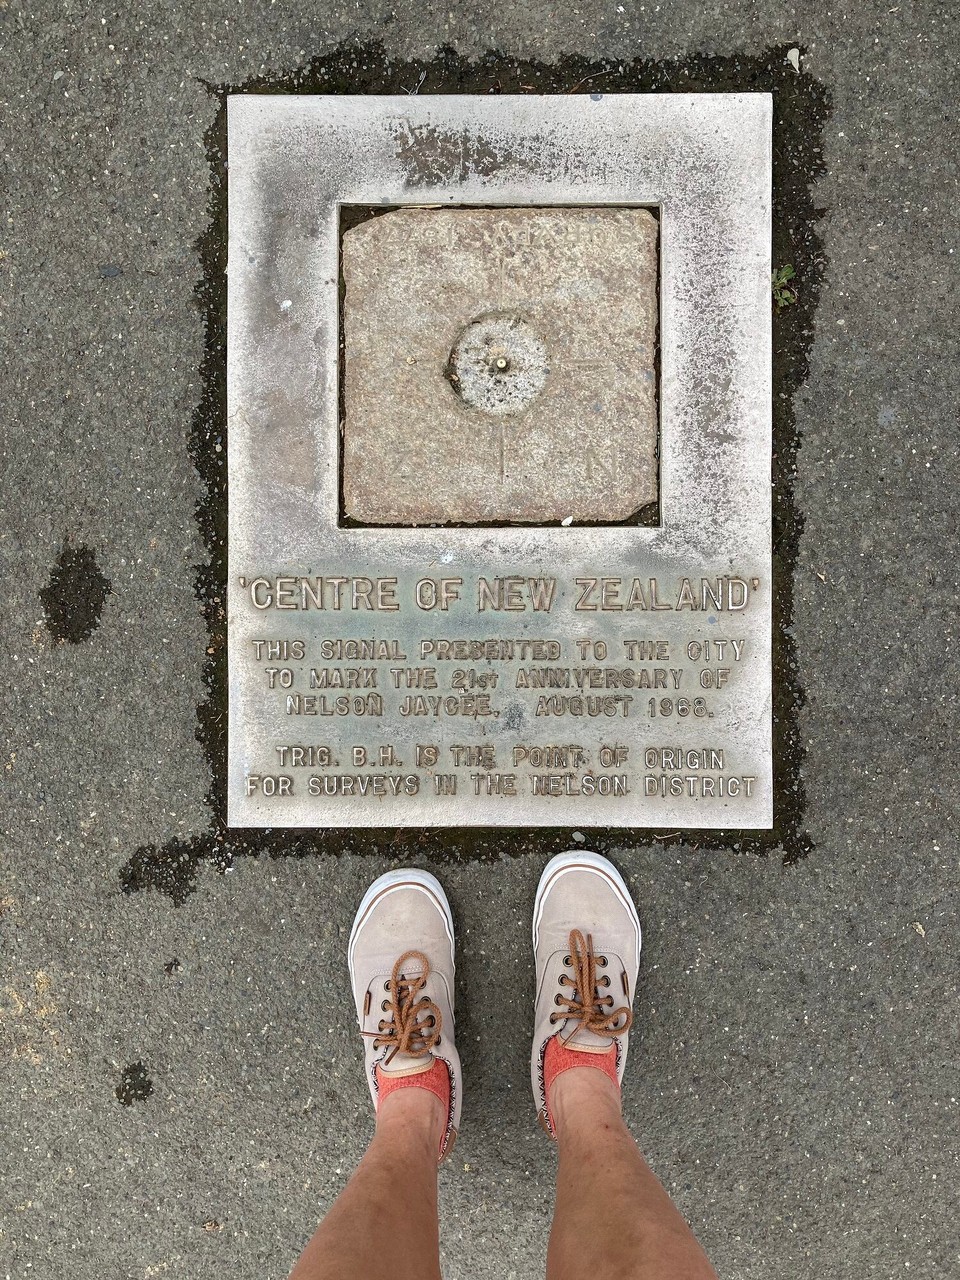 'CENTRE OF NEW ZEALAND'
THIS SIGNAL PRESENTED TO THE CITY
TO MARK THE 21st ANNIVERSARY OF
NELSON JAYCEE. AUGUST 1968.
TRIG. B.H. IS THE POINT OF ORIGIN
FOR SURVEYS IN THE NELSON DISTRICT